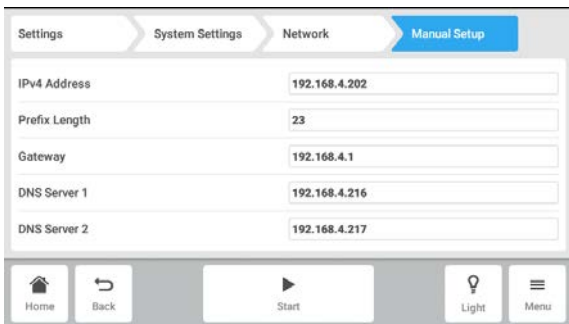 Settings System Settings Network Manual Setup
IPv4 Address 192.168.4.202
Prefix Length 23
Gateway 192.168.4.1
DNS Server 1 192.168.4.216
DNS Server 2 192.168.4.217
Home Back Start Light Menu